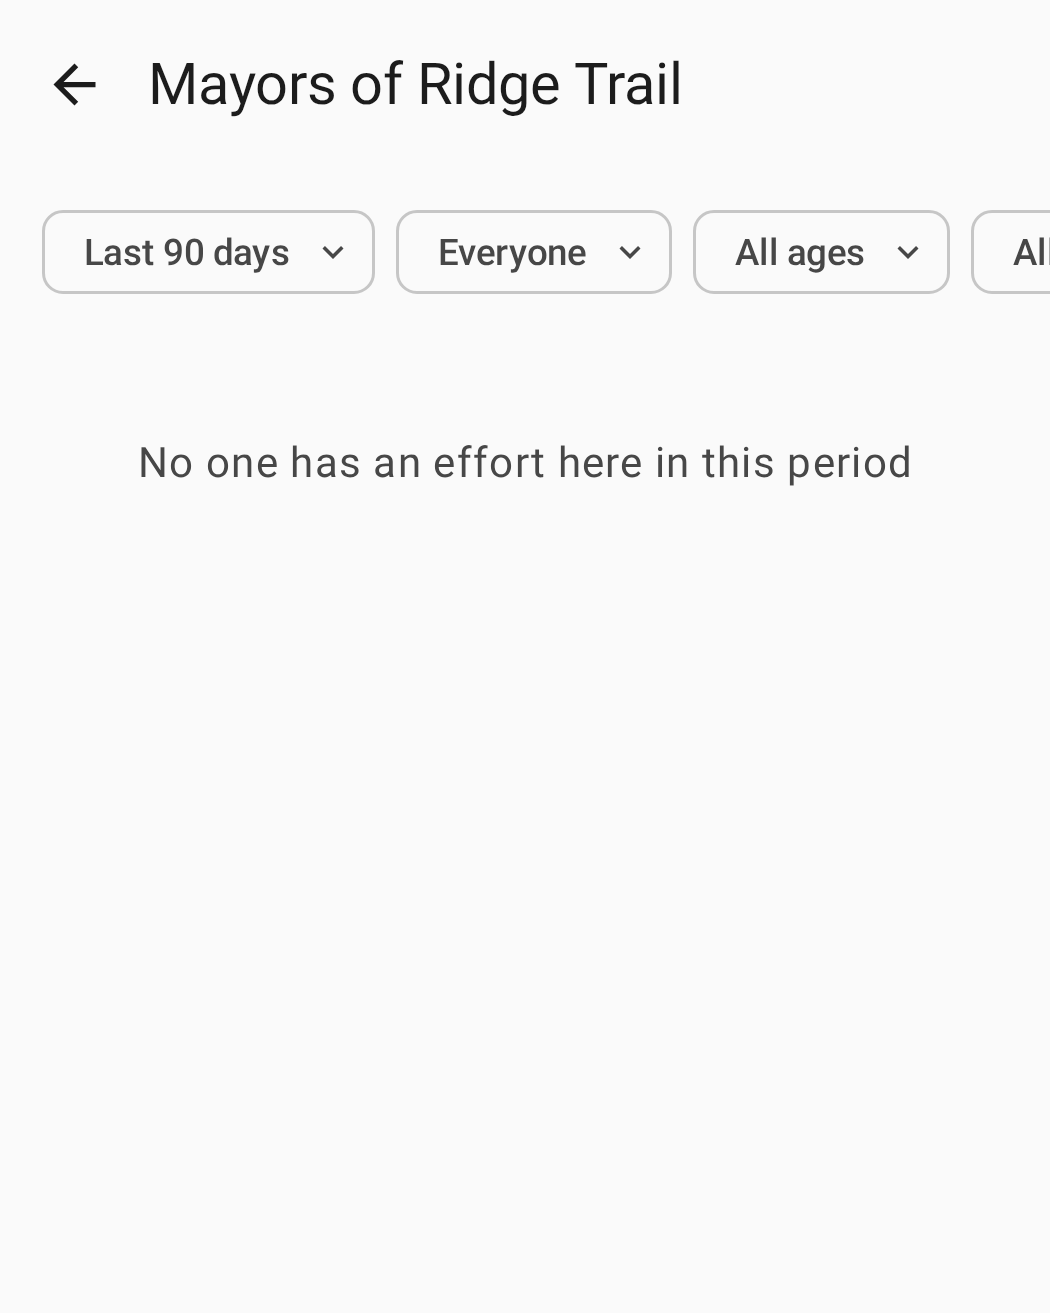 Mayors of Ridge Trail
Last 90 days Everyone All ages All
No one has an effort here in this period